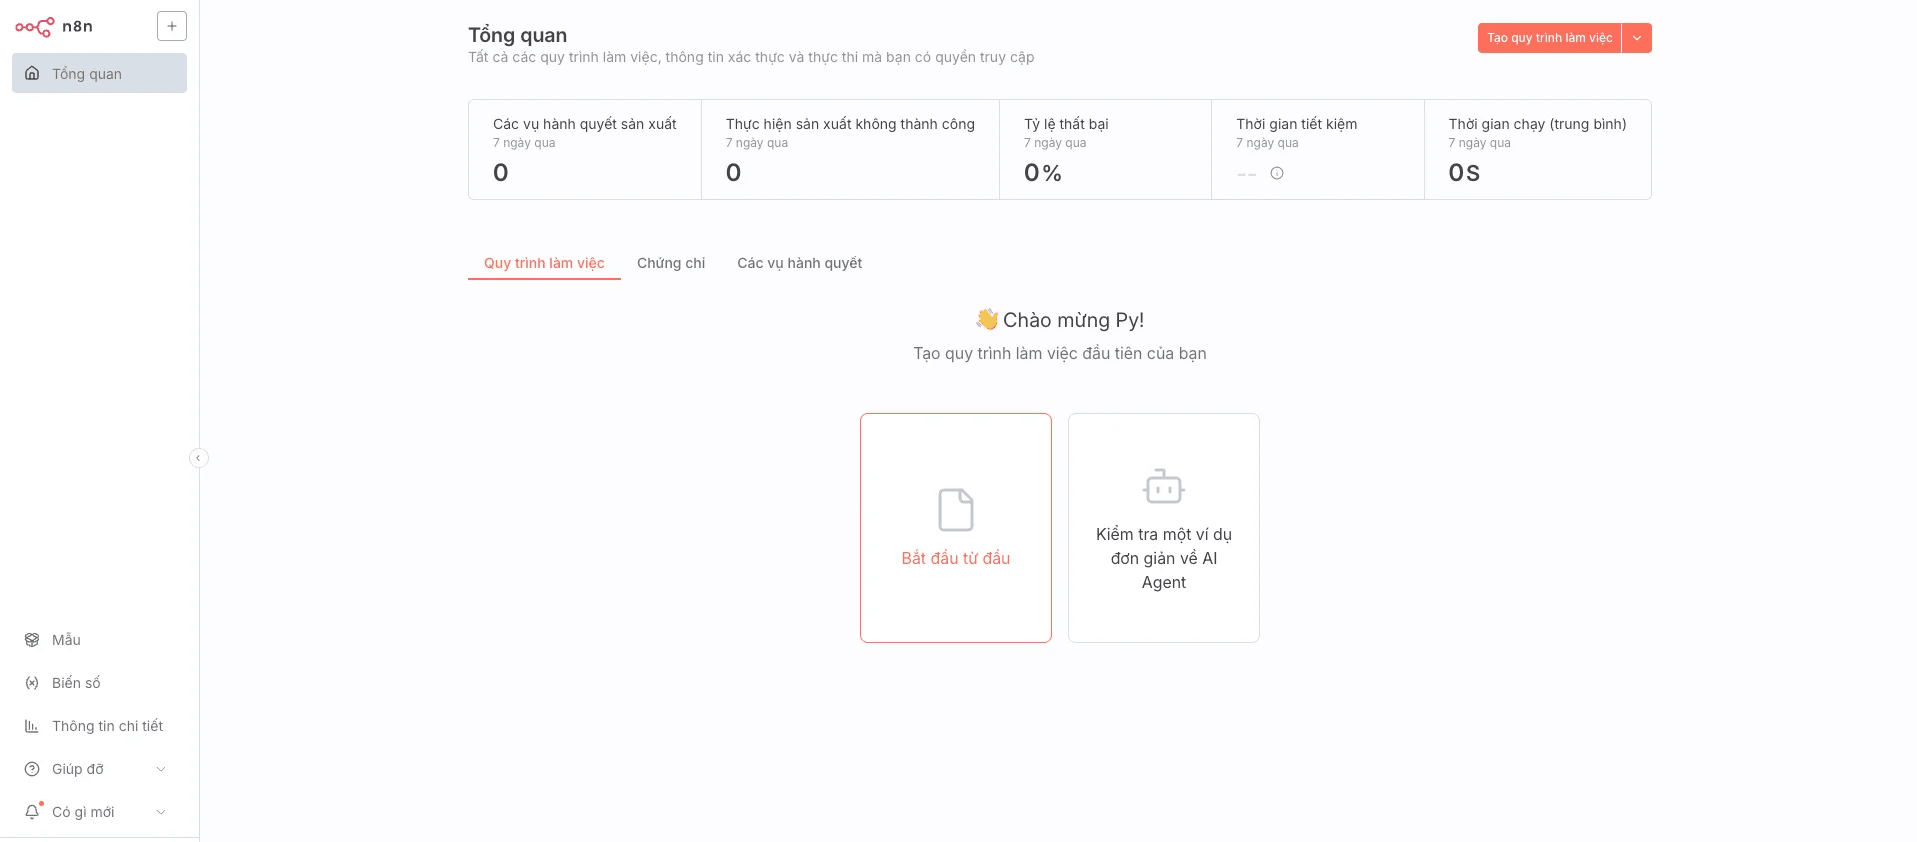 n8n
Tổng quan
Tổng quan
Tất cả các quy trình làm việc, thông tin xác thực và thực thi mà bạn có quyền truy cập
Tạo quy trình làm việc
Các vụ hành quyết sản xuất
7 ngày qua
0
Thực hiện sản xuất không thành công
7 ngày qua
0
Tỷ lệ thất bại
7 ngày qua
0%
Thời gian tiết kiệm
7 ngày qua
--
Thời gian chạy (trung bình)
7 ngày qua
0S
Quy trình làm việc
Chứng chỉ
Các vụ hành quyết
👋 Chào mừng Py!
Tạo quy trình làm việc đầu tiên của bạn
Bắt đầu từ đầu
Kiểm tra một ví dụ
đơn giản về AI
Agent
Mẫu
Biến số
Thông tin chi tiết
Giúp đỡ
Có gì mới